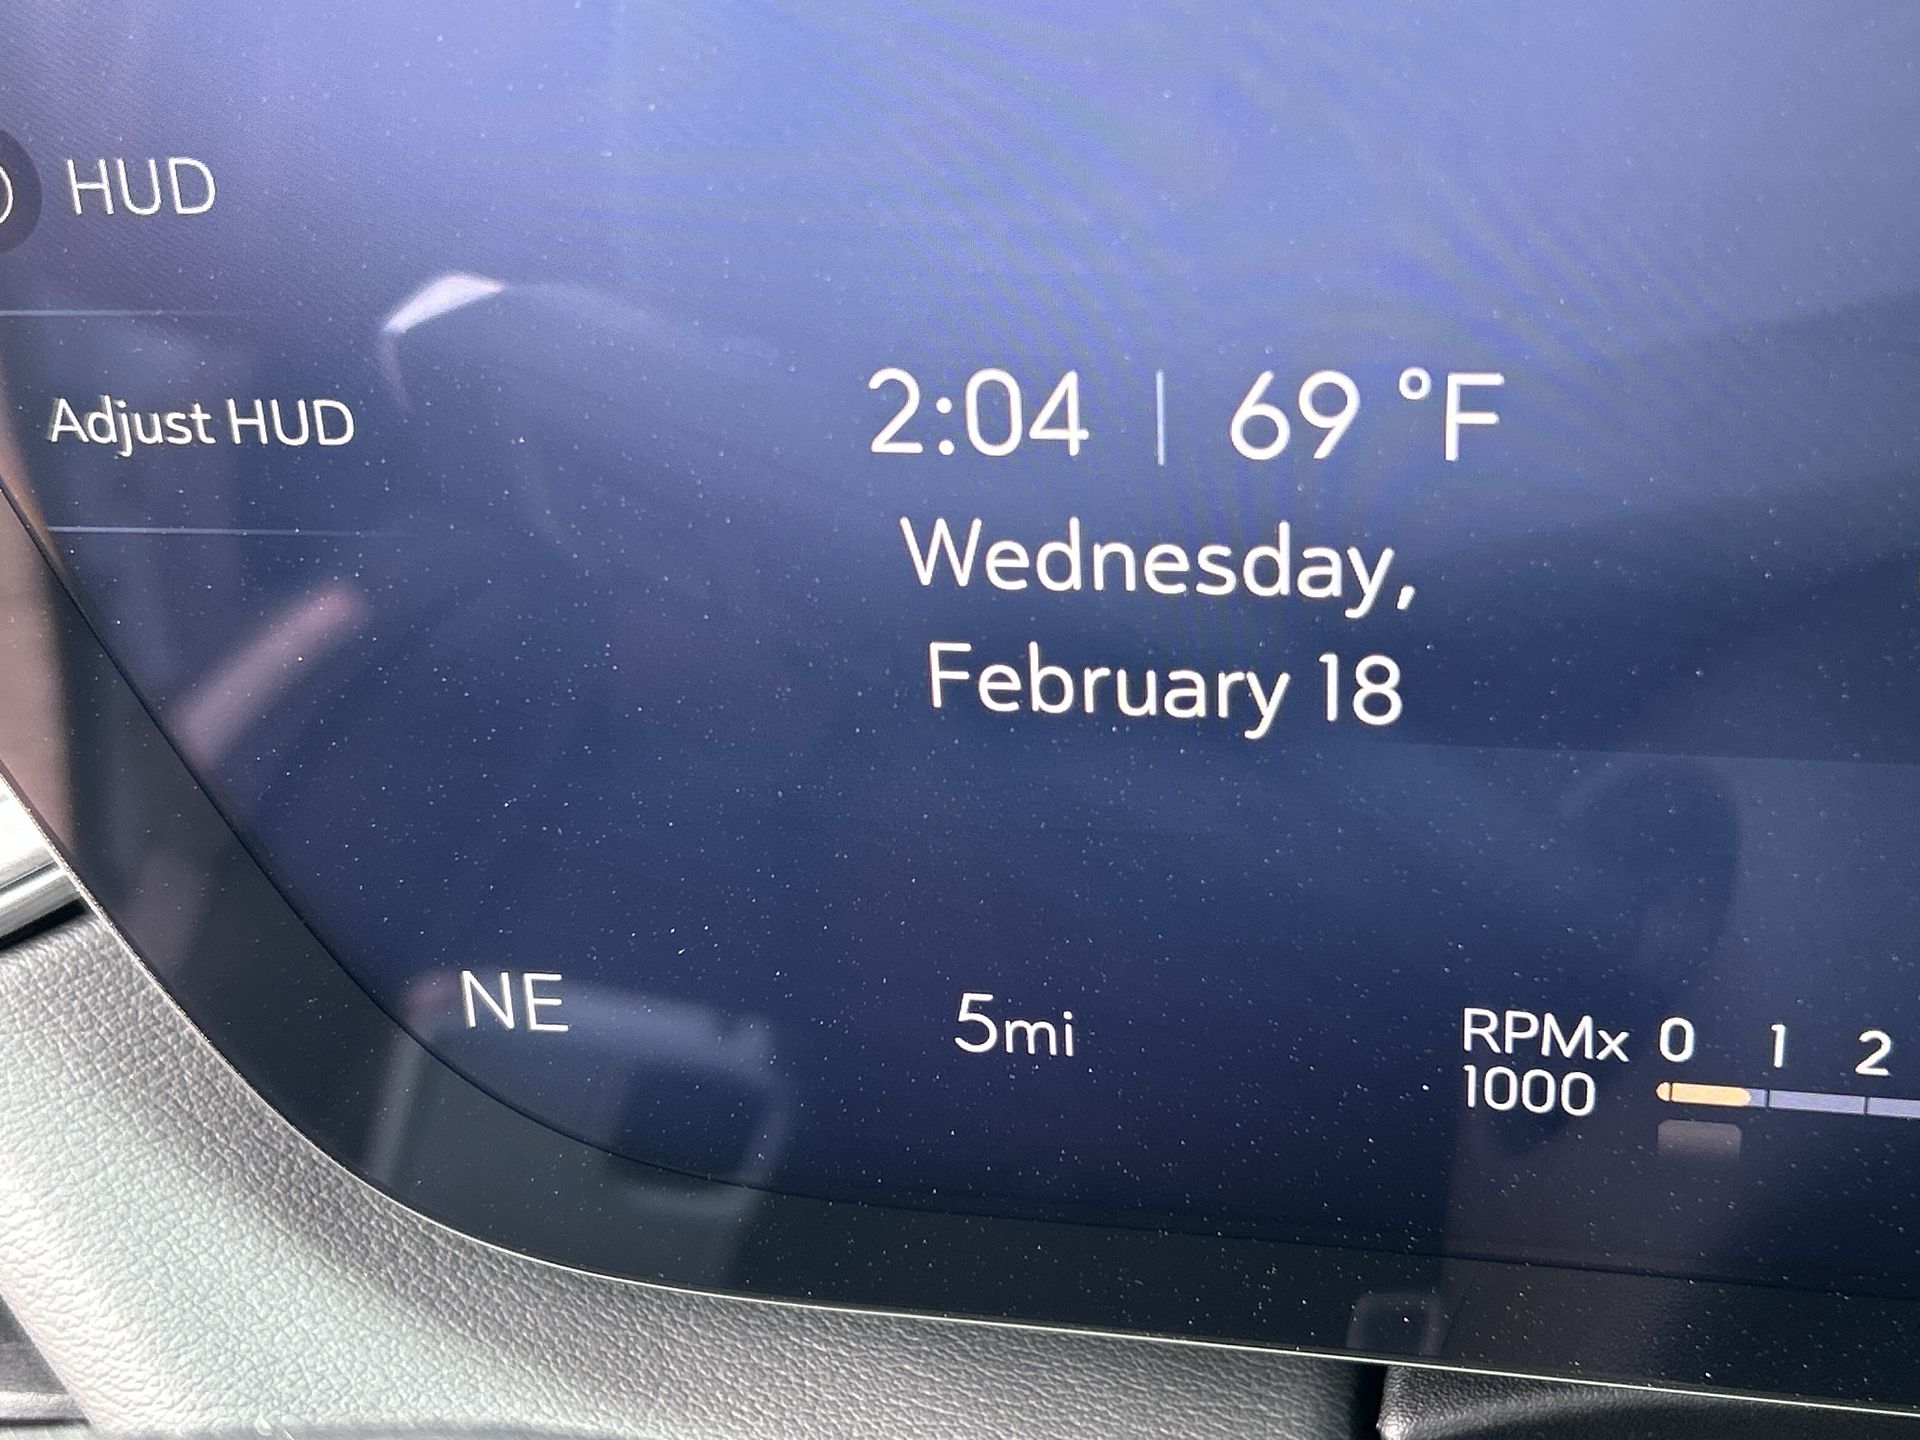 HUD
Adjust HUD
2:04 | 69 °F
Wednesday,
February 18
NE
5mi
RPMx 0 1 2
1000